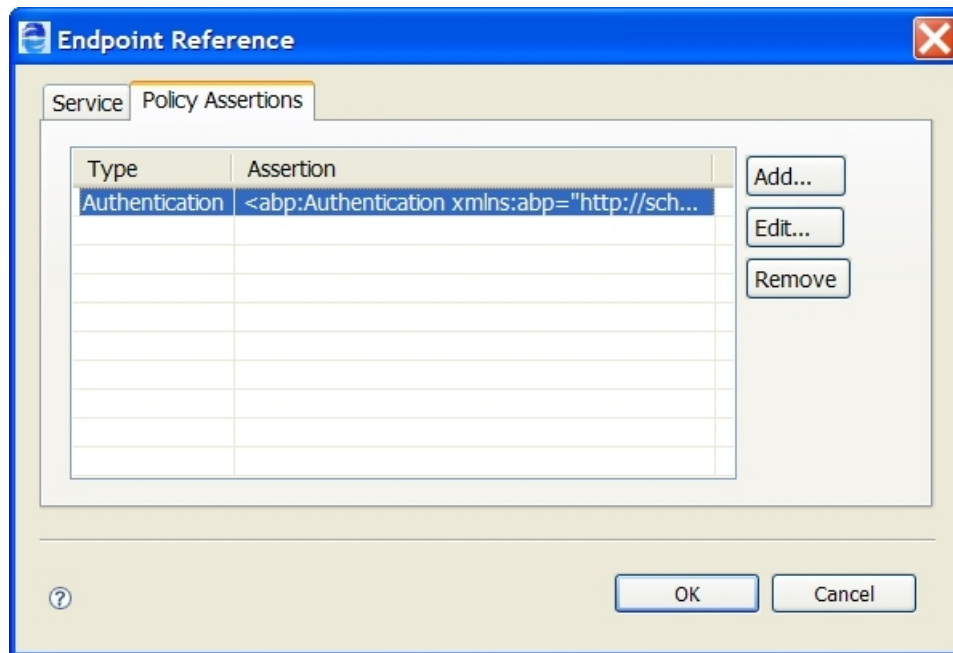 Endpoint Reference
Service Policy Assertions
Type Assertion
Authentication <abp:Authentication xmlns:abp="http://sch...
Add...
Edit...
Remove
?
OK Cancel